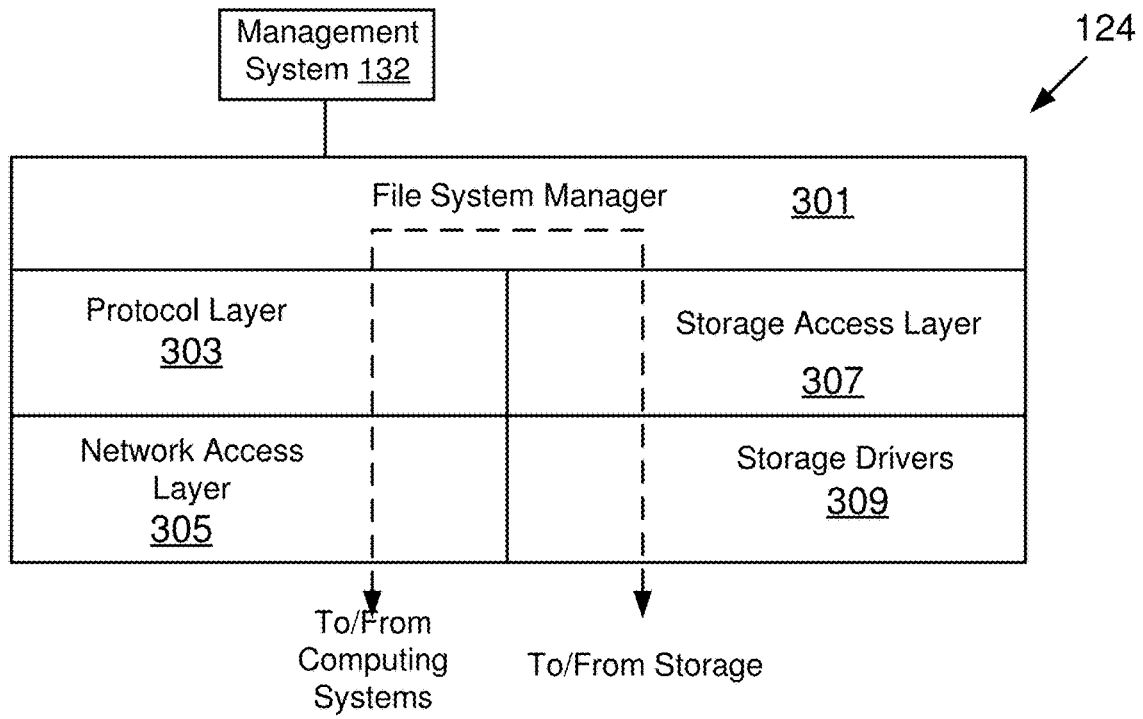 Management
System 132
124
File System Manager 301
Protocol Layer
303
Storage Access Layer
307
Network Access
Layer
305
Storage Drivers
309
To/From
Computing
Systems
To/From Storage